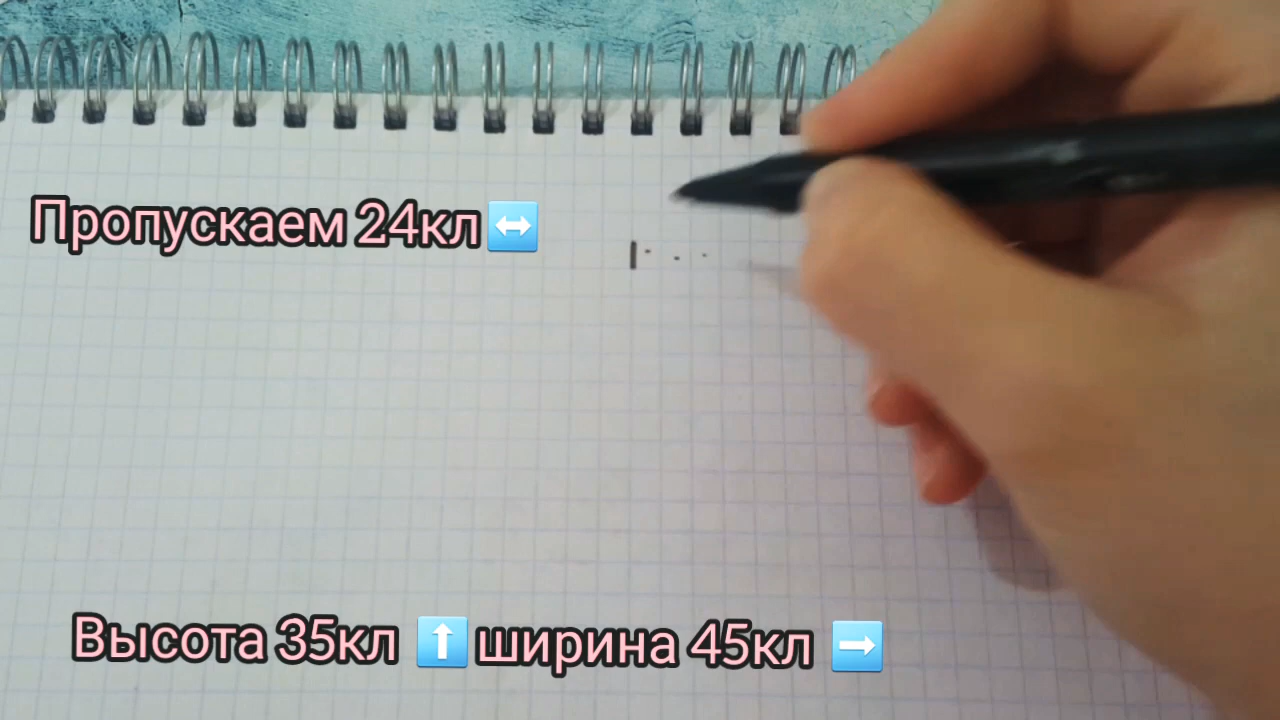 Пропускаем 24кл↔️
Высота 35кл ⬆️ ширина 45кл ➡️